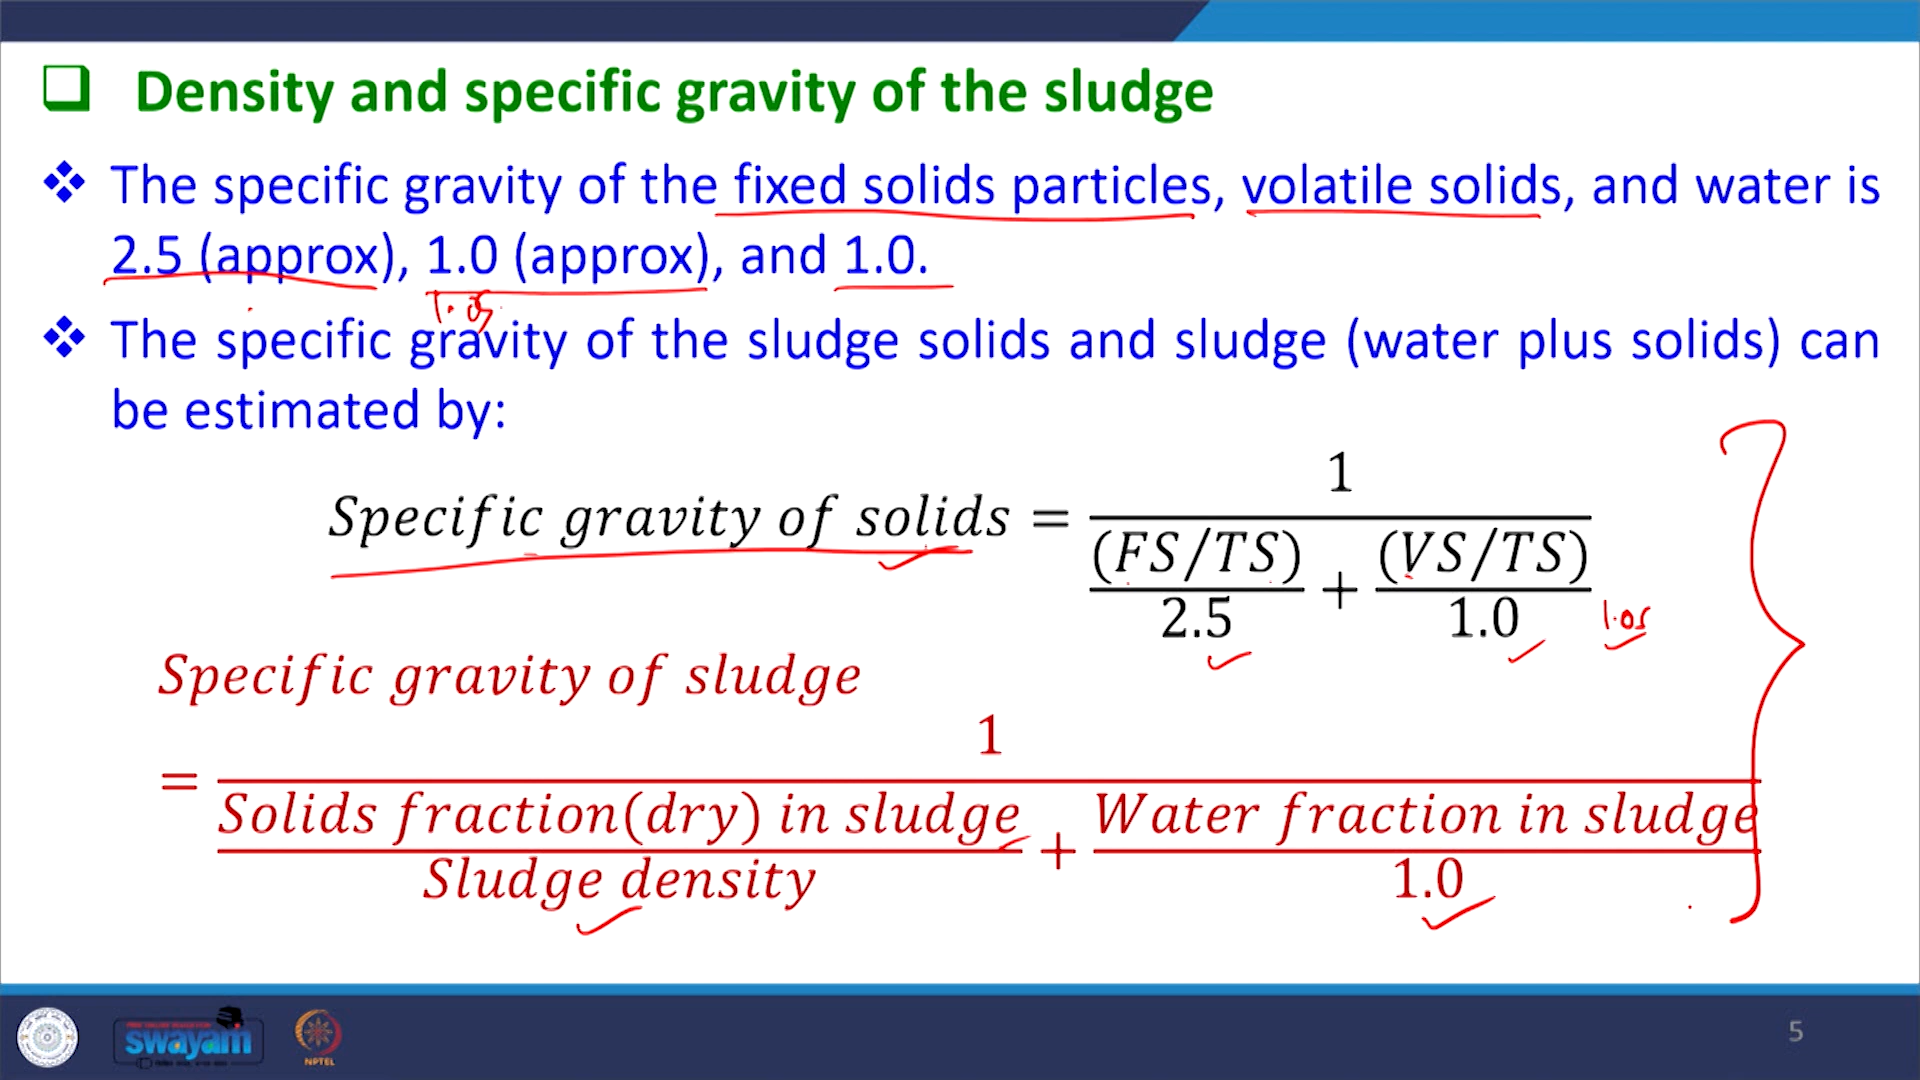 Density and specific gravity of the sludge
The specific gravity of the fixed solids particles, volatile solids, and water is
2.5 (approx), 1.0 (approx), and 1.0.
1.05
The specific gravity of the sludge solids and sludge (water plus solids) can
be estimated by:
Specific gravity of solids = 1 / ((FS/TS)/2.5 + (VS/TS)/1.0)
1.05
Specific gravity of sludge
= 1 / (Solids fraction(dry) in sludge/Sludge density + Water fraction in sludge/1.0)
swayam
NPTEL
5